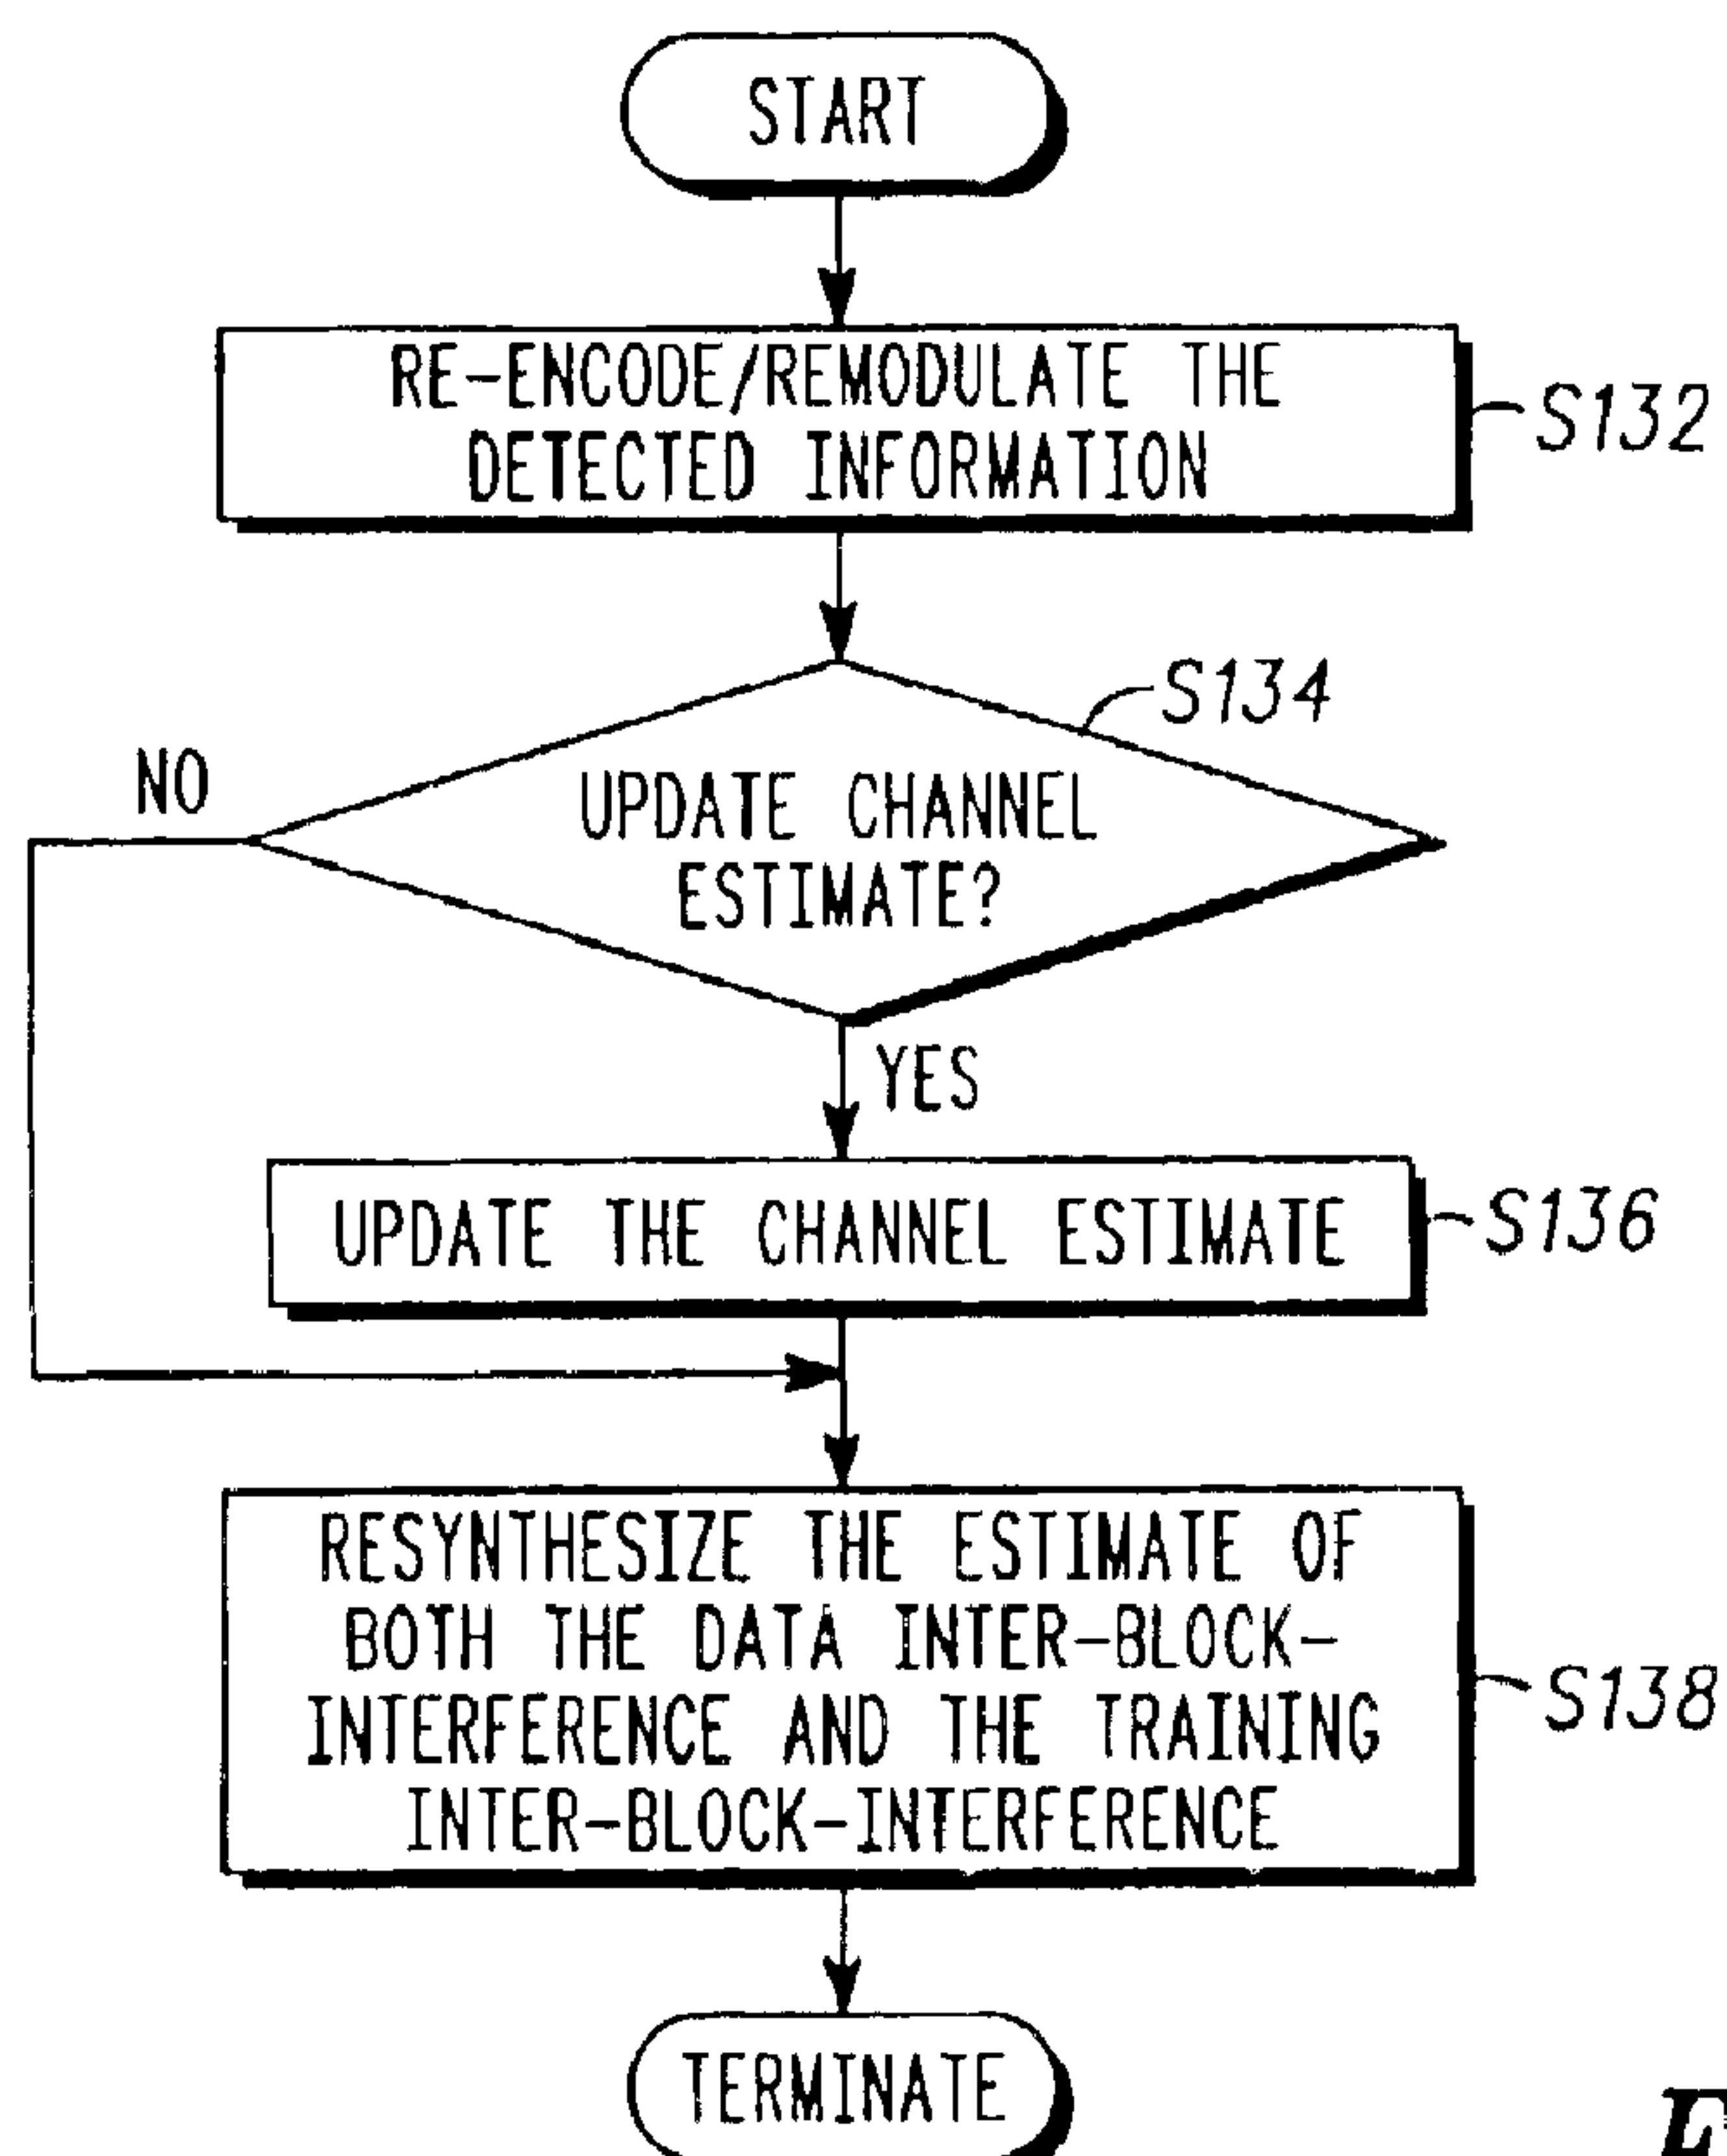 START
RE-ENCODE/REMODULATE THE
DETECTED INFORMATION
S132
S134
NO
UPDATE CHANNEL
ESTIMATE?
YES
UPDATE THE CHANNEL ESTIMATE
S136
RESYNTHESIZE THE ESTIMATE OF
BOTH THE DATA INTER-BLOCK-
INTERFERENCE AND THE TRAINING
INTER-BLOCK-INTERFERENCE
S138
TERMINATE